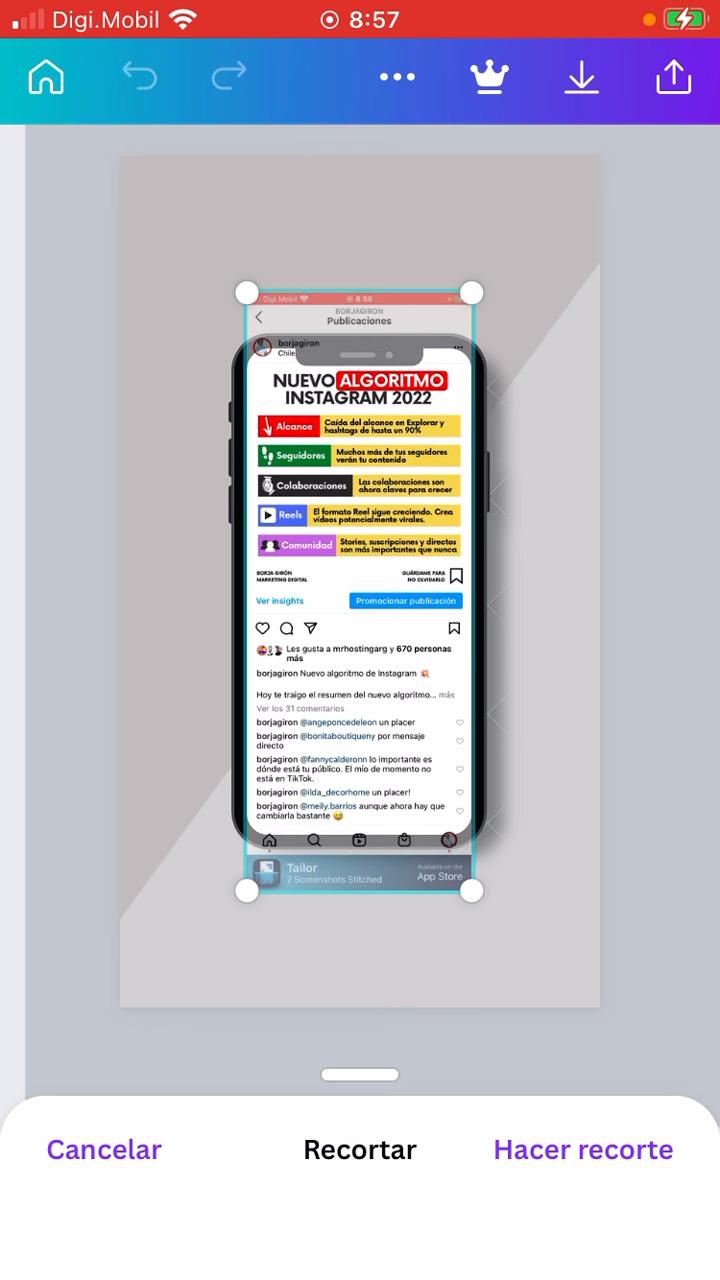 Digi.Mobil 8:57
Digi.Mobil 8:56
BORJAGIRON
Publicaciones
borjagiron
Chile
NUEVO ALGORITMO
INSTAGRAM 2022
Alcance Caída del alcance en Explorar y
hashtags de hasta un 90%
Seguidores Muchos más de tus seguidores
verán tu contenido
Colaboraciones Las colaboraciones son
ahora claves para crecer
Reels El formato Reel sigue creciendo. Crea
vídeos potencialmente virales.
Comunidad Stories, suscripciones y directos
son más importantes que nunca
BORJA GIRÓN
MARKETING DIGITAL
GUÁRDAME PARA
NO OLVIDARLO
Ver insights Promocionar publicación
Les gusta a mrhostingarg y 670 personas
más
borjagiron Nuevo algoritmo de Instagram 💥
Hoy te traigo el resumen del nuevo algoritmo... más
Ver los 31 comentarios
borjagiron @angeponcedeleon un placer
borjagiron @bonitaboutiqueny por mensaje
directo
borjagiron @fannycalderonn lo importante es
dónde está tu público. El mío de momento no
está en TikTok.
borjagiron @ilda_decorhome un placer!
borjagiron @meily.barrios aunque ahora hay que
cambiarla bastante 😅
Tailor
2 Screenshots Stitched
Available on the
App Store
Cancelar Recortar Hacer recorte